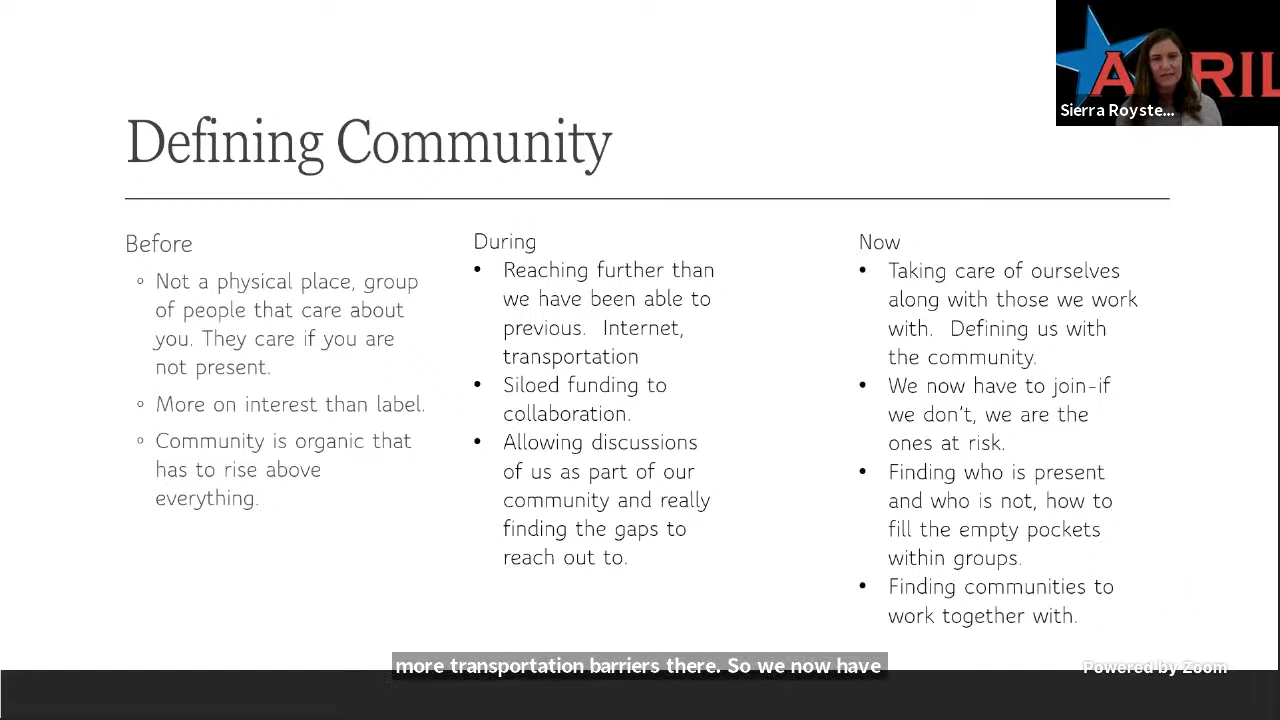 Defining Community
Before
Not a physical place, group
of people that care about
you. They care if you are
not present.
More on interest than label.
Community is organic that
has to rise above
everything.
During
Reaching further than
we have been able to
previous. Internet,
transportation
Siloed funding to
collaboration.
Allowing discussions
of us as part of our
community and really
finding the gaps to
reach out to.
Now
Taking care of ourselves
along with those we work
with. Defining us with
the community.
We now have to join-if
we don't, we are the
ones at risk.
Finding who is present
and who is not, how to
fill the empty pockets
within groups.
Finding communities to
work together with.
Sierra Royste...
more transportation barriers there. So we now have
Powered by Zoom